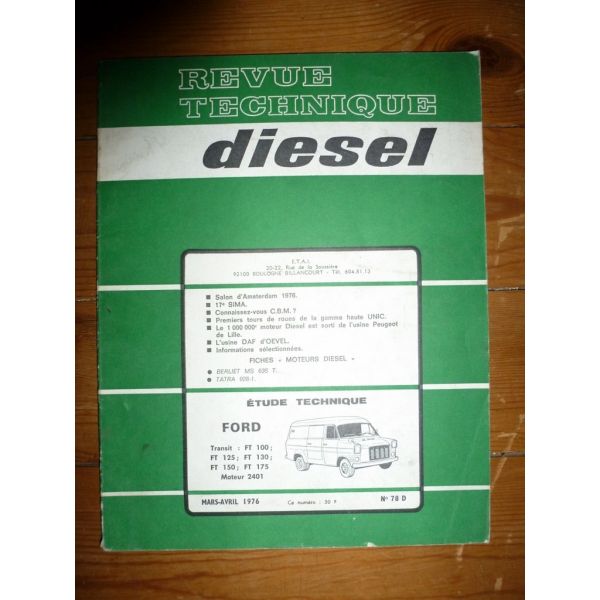 REVUE
TECHNIQUE
diesel
E.T.A.I.
20-22, Rue de la Saussière
92100 BOULOGNE BILLANCOURT - Tél. 604.81.13
■ Salon d'Amsterdam 1976.
■ 17e SIMA.
■ Connaissez-vous C.B.M. ?
■ Premiers tours de roues de la gamme haute UNIC.
■ Le 1 000 000e moteur Diesel est sorti de l'usine Peugeot
de Lille.
■ L'usine DAF d'OEVEL.
■ Informations sélectionnées.
FICHES « MOTEURS DIESEL »
● BERLIET MS 635 T.
● TATRA 928-1.
ÉTUDE TECHNIQUE
FORD
Transit : FT 100 ;
FT 125 ; FT 130 ;
FT 150 ; FT 175
Moteur 2401
MARS-AVRIL 1976 Ce numéro : 30 F N° 78 D